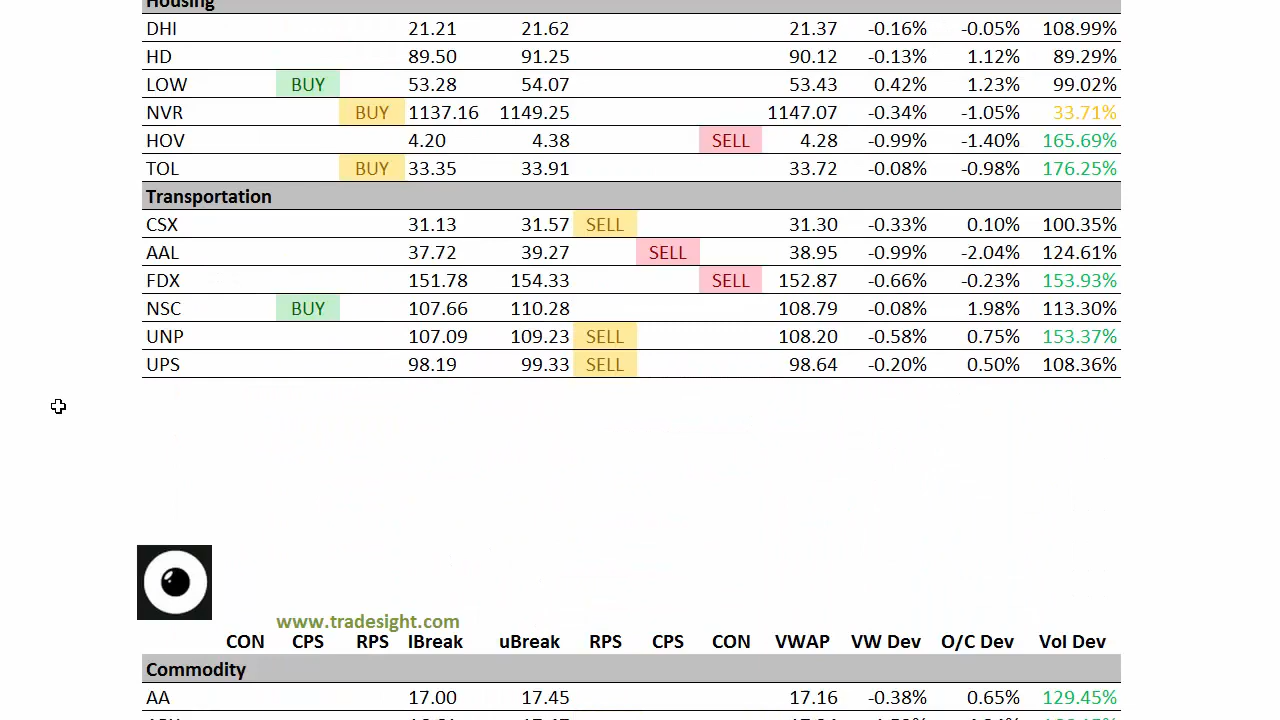 Housing
DHI 21.21 21.62 21.37 -0.16% -0.05% 108.99%
HD 89.50 91.25 90.12 -0.13% 1.12% 89.29%
LOW BUY 53.28 54.07 53.43 0.42% 1.23% 99.02%
NVR BUY 1137.16 1149.25 1147.07 -0.34% -1.05% 33.71%
HOV 4.20 4.38 SELL 4.28 -0.99% -1.40% 165.69%
TOL BUY 33.35 33.91 33.72 -0.08% -0.98% 176.25%
Transportation
CSX 31.13 31.57 SELL 31.30 -0.33% 0.10% 100.35%
AAL 37.72 39.27 SELL 38.95 -0.99% -2.04% 124.61%
FDX 151.78 154.33 SELL 152.87 -0.66% -0.23% 153.93%
NSC BUY 107.66 110.28 108.79 -0.08% 1.98% 113.30%
UNP 107.09 109.23 SELL 108.20 -0.58% 0.75% 153.37%
UPS 98.19 99.33 SELL 98.64 -0.20% 0.50% 108.36%
www.tradesight.com
CON CPS RPS lBreak uBreak RPS CPS CON VWAP VW Dev O/C Dev Vol Dev
Commodity
AA 17.00 17.45 17.16 -0.38% 0.65% 129.45%